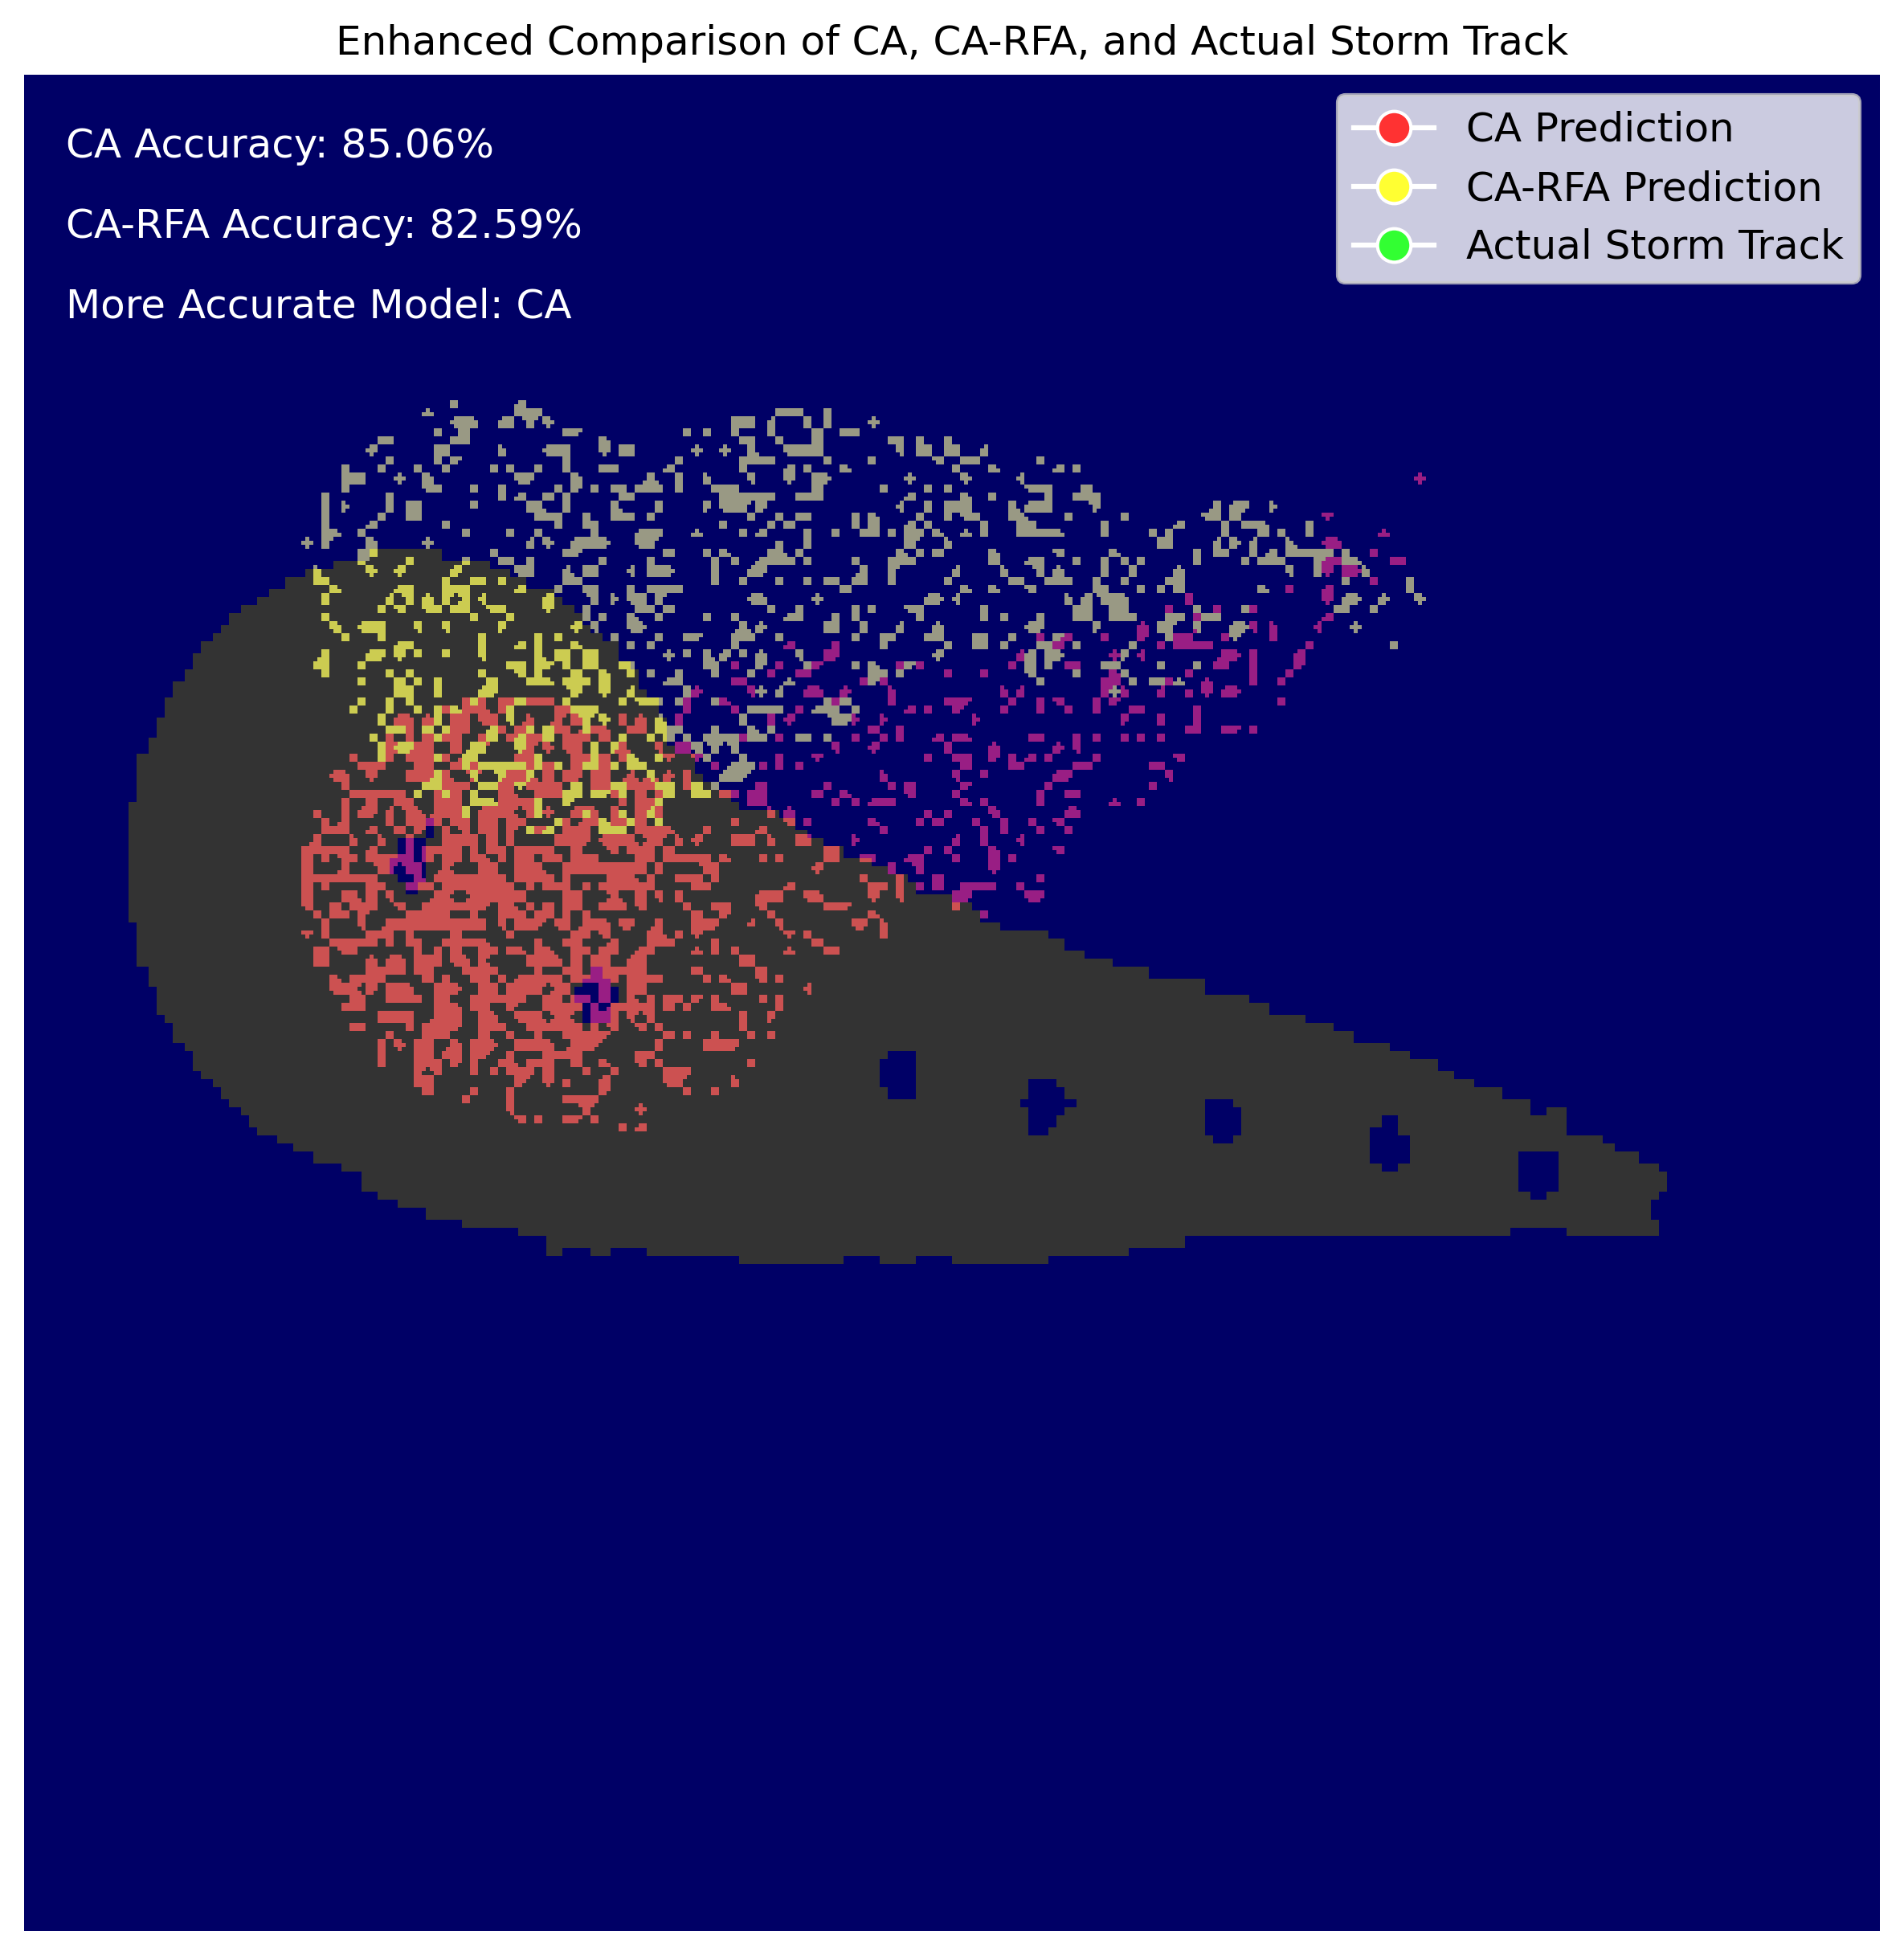 Enhanced Comparison of CA, CA-RFA, and Actual Storm Track
CA Accuracy: 85.06%
CA-RFA Accuracy: 82.59%
More Accurate Model: CA
CA Prediction
CA-RFA Prediction
Actual Storm Track